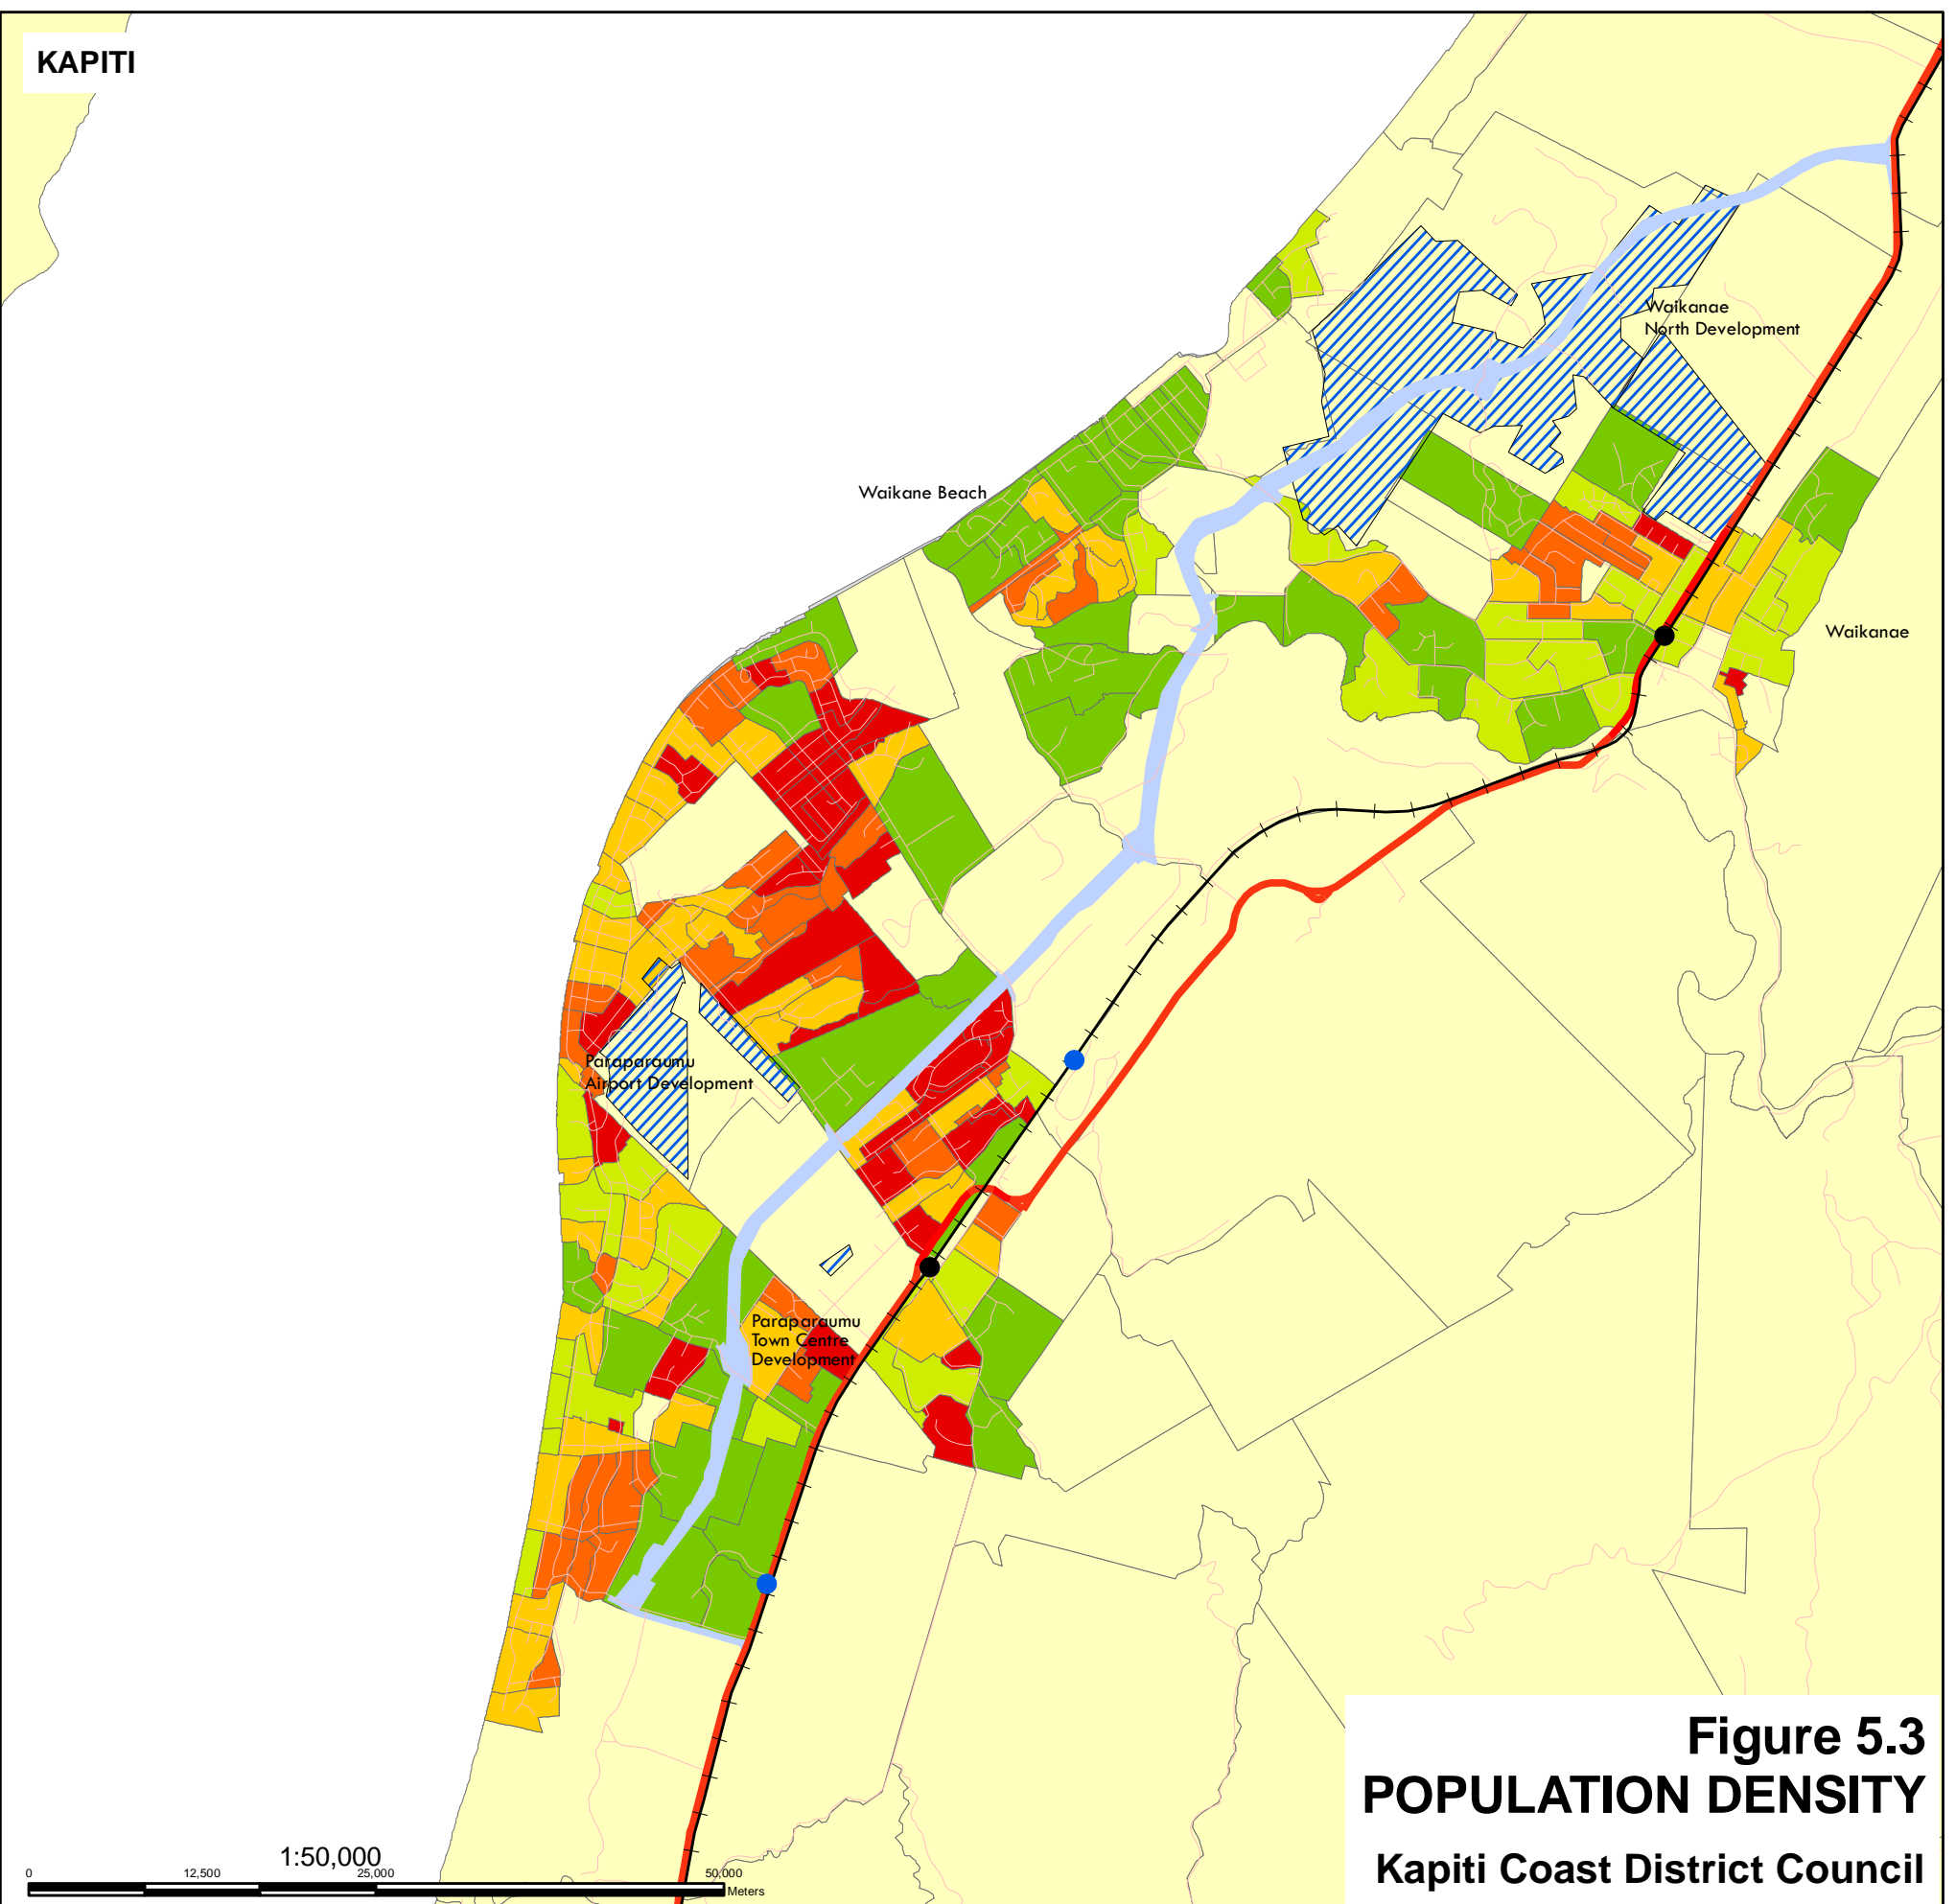 KAPITI
Waikanae
North Development
Waikane Beach
Waikanae
Paraparaumu
Airport Development
Paraparaumu
Town Centre
Development
Figure 5.3
POPULATION DENSITY
Kapiti Coast District Council
1:50,000
0 12,500 25,000 50,000
Meters